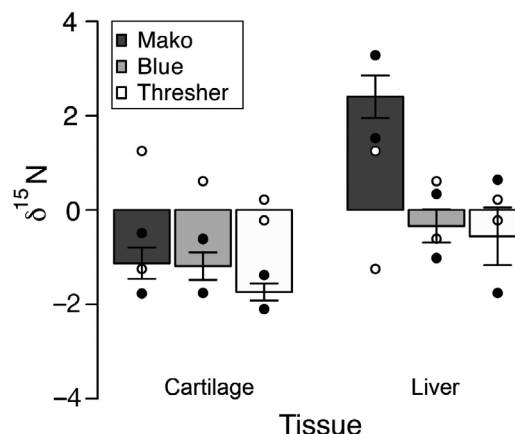 Mako
Blue
Thresher
4
2
0
−2
−4
δ15N
Cartilage
Liver
Tissue